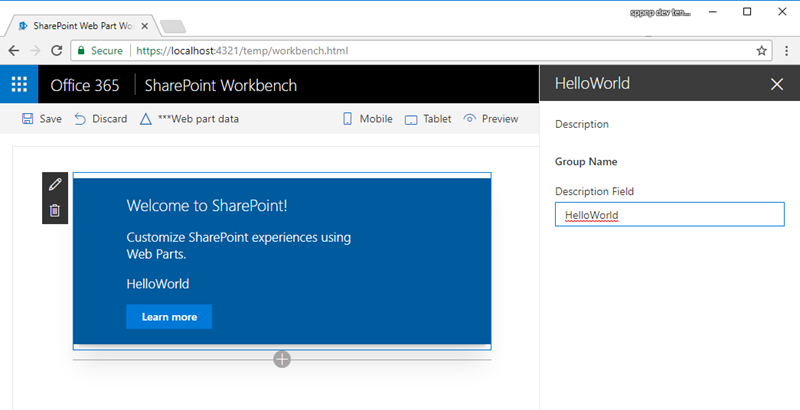 sppnp dev ten...
SharePoint Web Part Wo
Secure https://localhost:4321/temp/workbench.html
Office 365 SharePoint Workbench
Save Discard ***Web part data Mobile Tablet Preview
Welcome to SharePoint!
Customize SharePoint experiences using
Web Parts.
HelloWorld
Learn more
HelloWorld
Description
Group Name
Description Field
HelloWorld